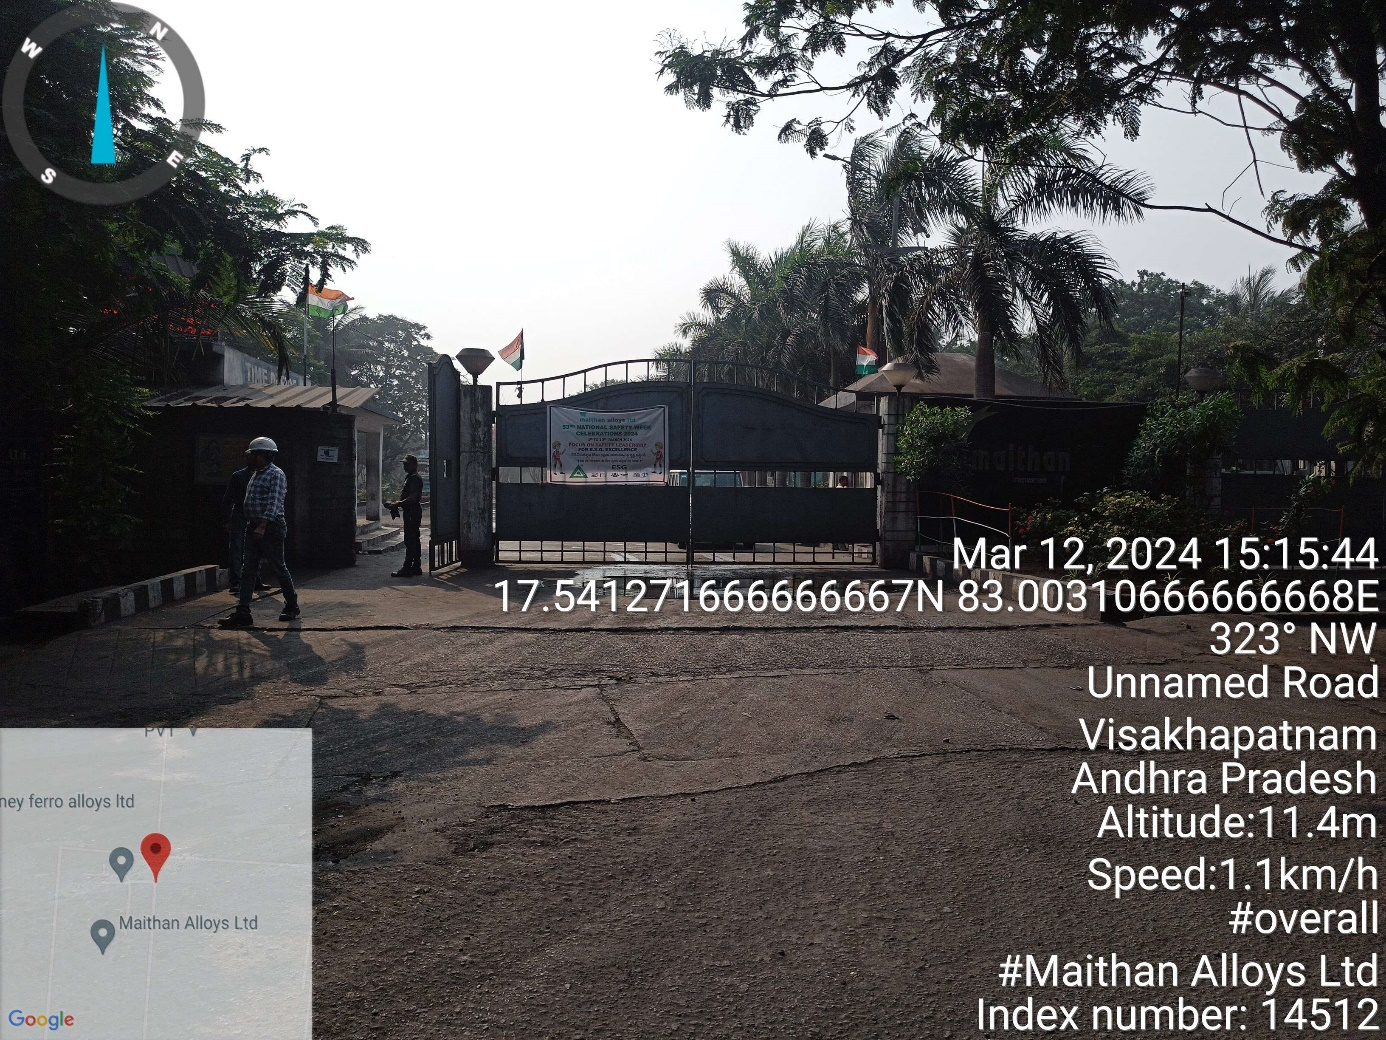 N
W
E
S
TIME
maithan alloys ltd
53RD NATIONAL SAFETY WEEK
CELEBRATIONS 2024
FOCUS ON SAFETY LEADERSHIP
FOR E.S.G. EXCELLENCE
ESG
Mar 12, 2024 15:15:44
17.541271666666667N 83.00310666666668E
323° NW
Unnamed Road
Visakhapatnam
Andhra Pradesh
Altitude:11.4m
Speed:1.1km/h
#overall
#Maithan Alloys Ltd
Index number: 14512
PVT
ney ferro alloys ltd
Maithan Alloys Ltd
Google